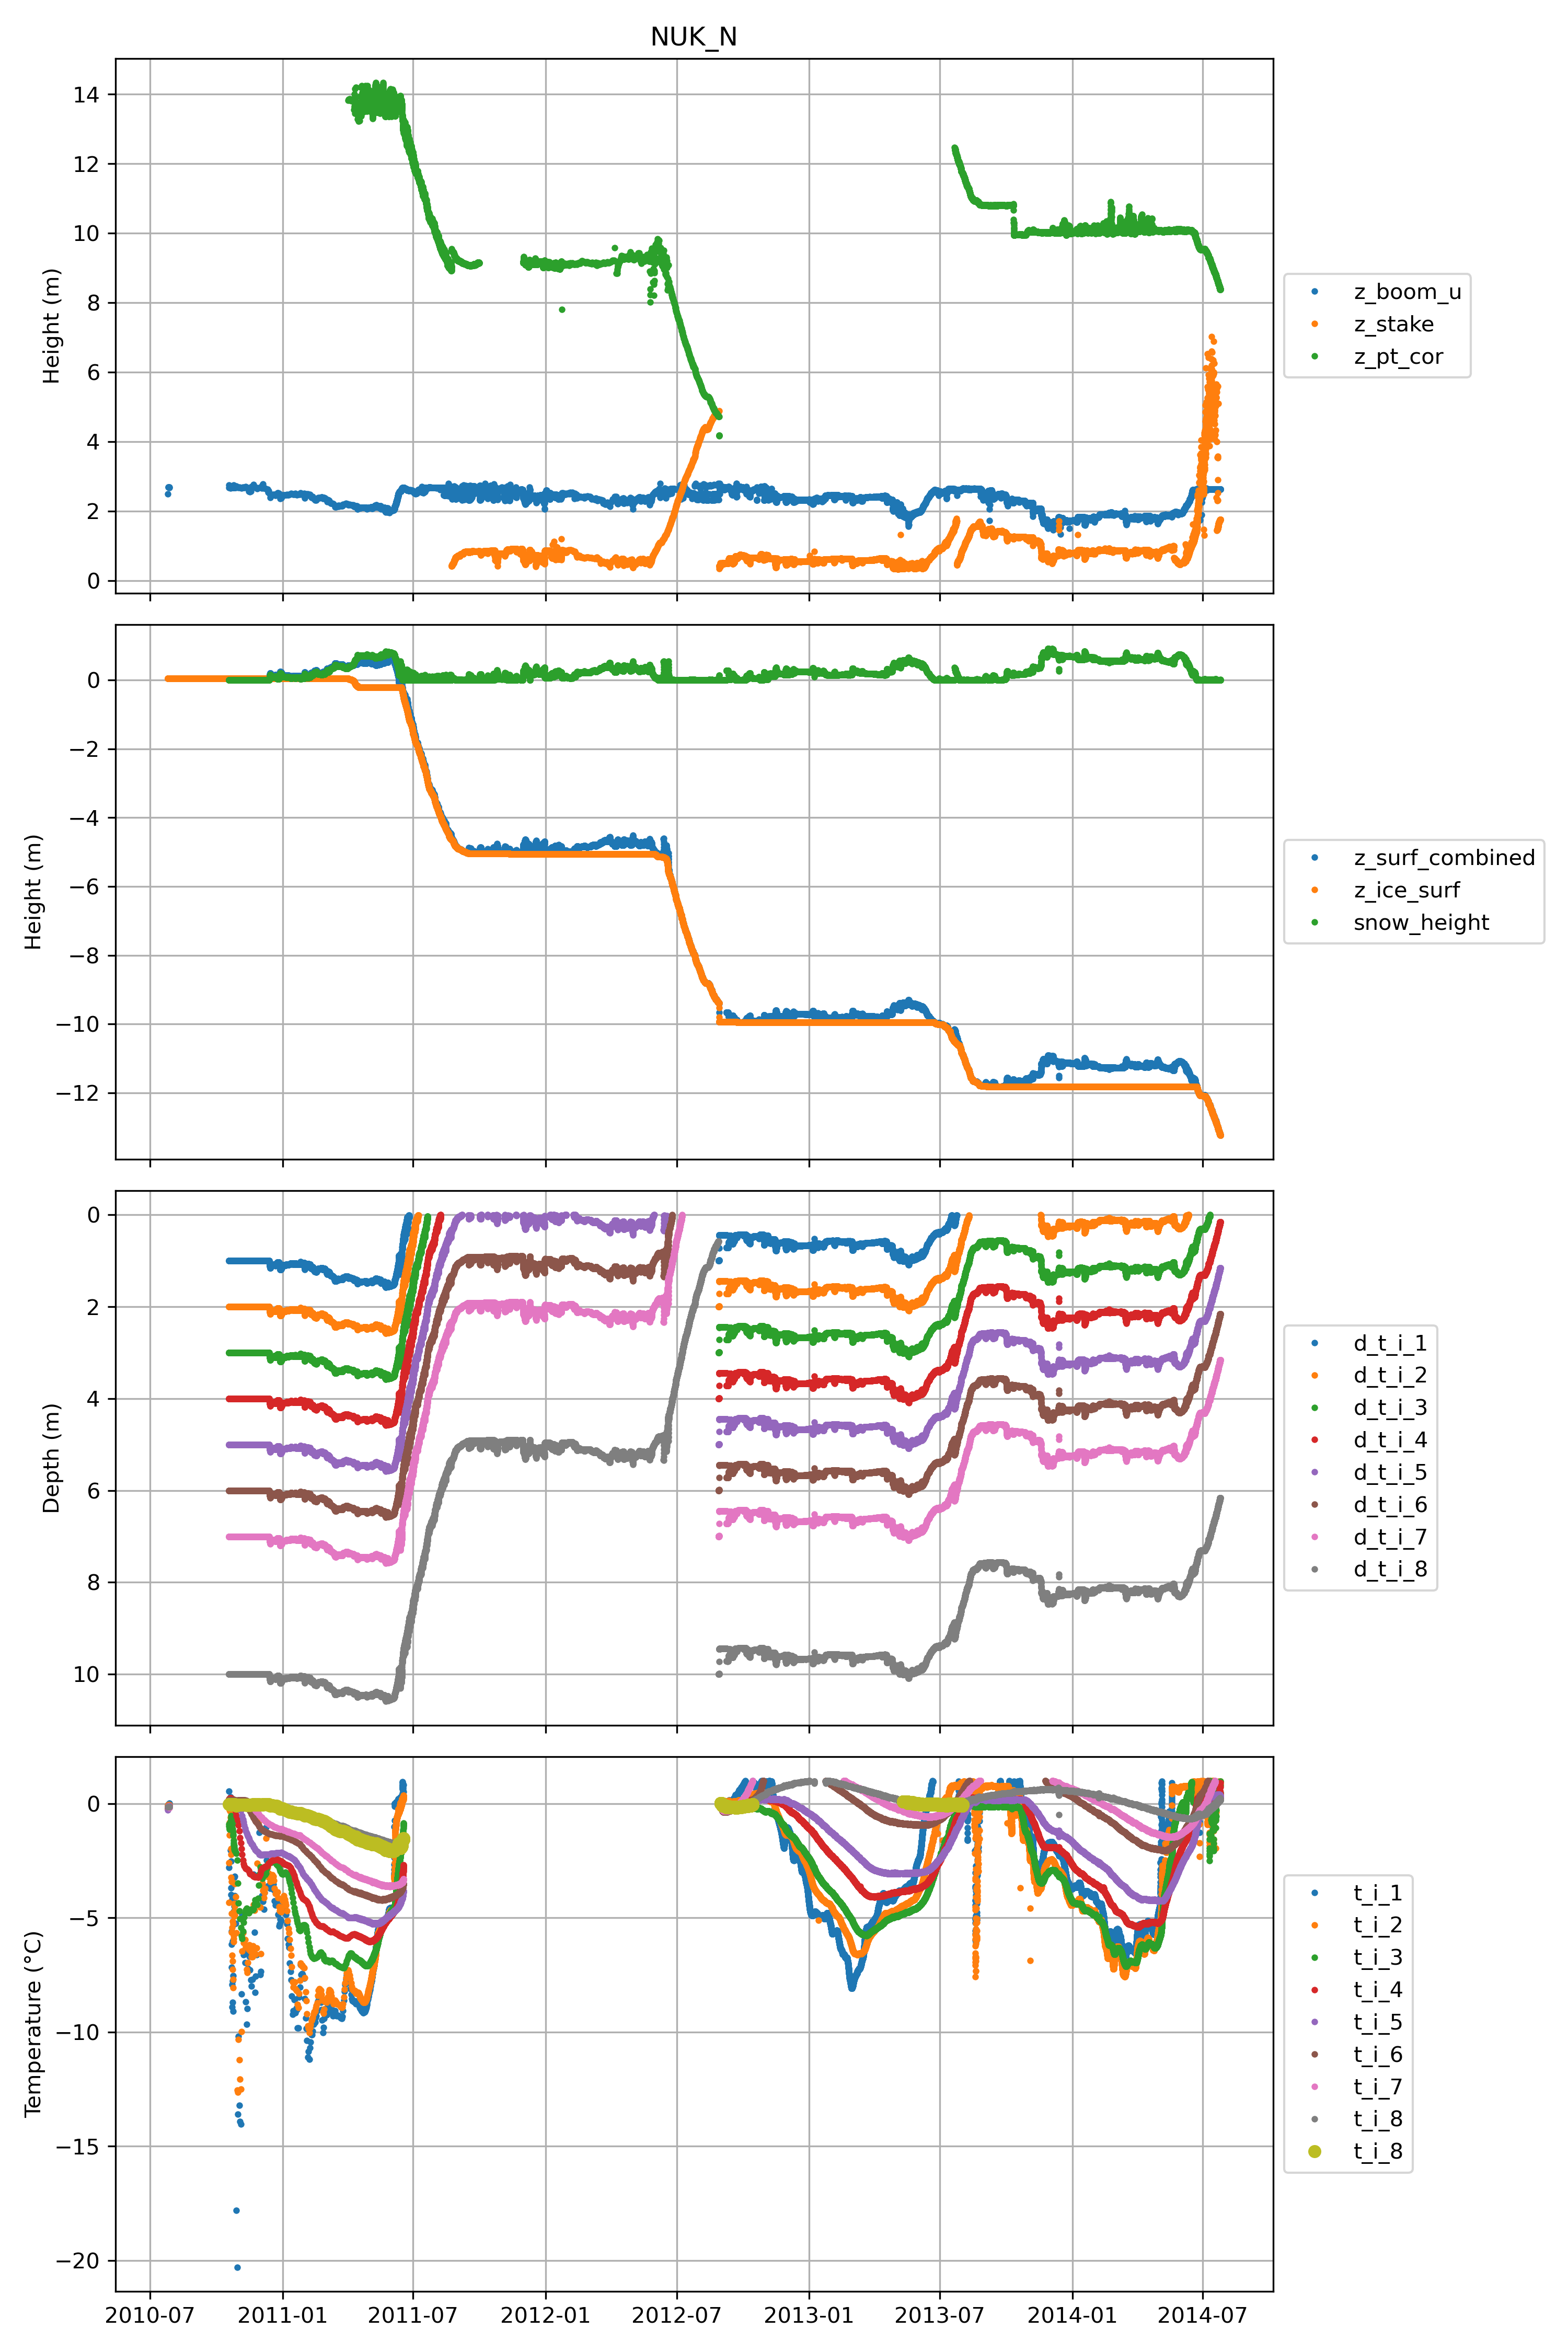 NUK_N
14
12
10
8
6
4
2
0
Height (m)
z_boom_u
z_stake
z_pt_cor
0
−2
−4
−6
−8
−10
−12
Height (m)
z_surf_combined
z_ice_surf
snow_height
0
2
4
6
8
10
Depth (m)
d_t_i_1
d_t_i_2
d_t_i_3
d_t_i_4
d_t_i_5
d_t_i_6
d_t_i_7
d_t_i_8
0
−5
−10
−15
−20
Temperature (°C)
t_i_1
t_i_2
t_i_3
t_i_4
t_i_5
t_i_6
t_i_7
t_i_8
t_i_8
2010-07 2011-01 2011-07 2012-01 2012-07 2013-01 2013-07 2014-01 2014-07